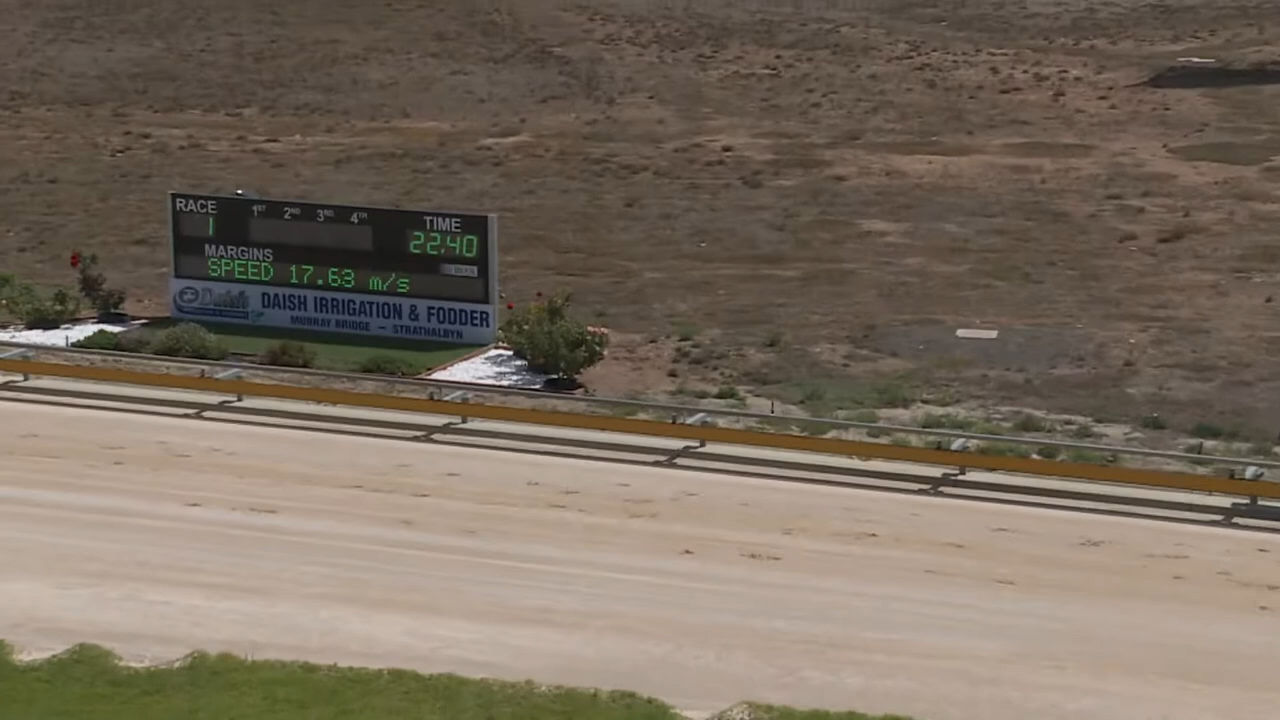 RACE 1ST 2ND 3RD 4TH TIME
1 22.40
MARGINS
SPEED 17.63 m/s
Daish DAISH IRRIGATION & FODDER
MURRAY BRIDGE - STRATHALBYN